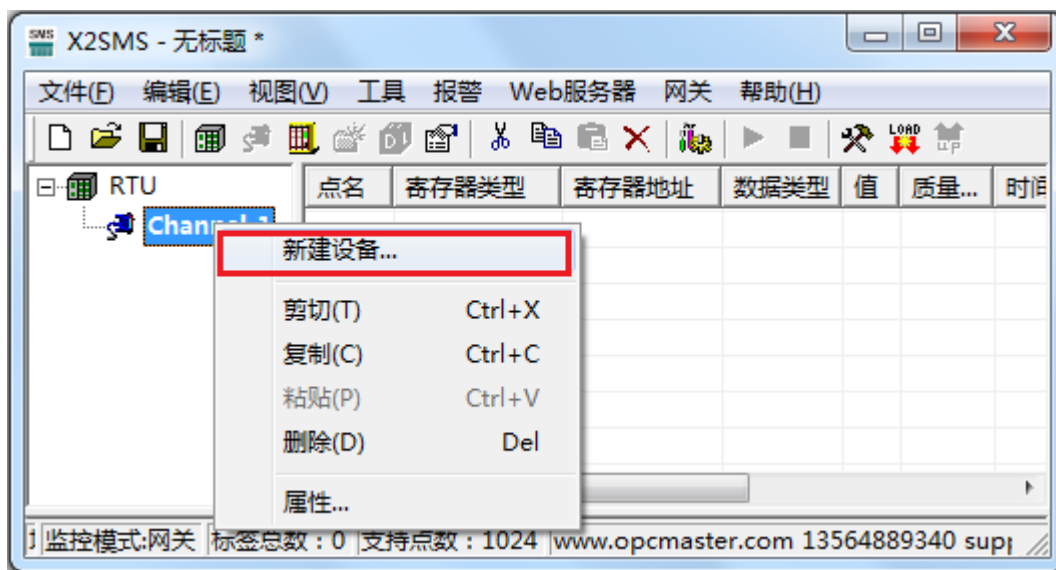 SMS X2SMS - 无标题 *
文件(F) 编辑(E) 视图(V) 工具 报警 Web服务器 网关 帮助(H)
LOAD
UP
RTU
点名 寄存器类型 寄存器地址 数据类型 值 质量... 时间
Channel 1
新建设备...
剪切(T) Ctrl+X
复制(C) Ctrl+C
粘贴(P) Ctrl+V
删除(D) Del
属性...
监控模式:网关 标签总数：0 支持点数：1024 www.opcmaster.com 13564889340 supp